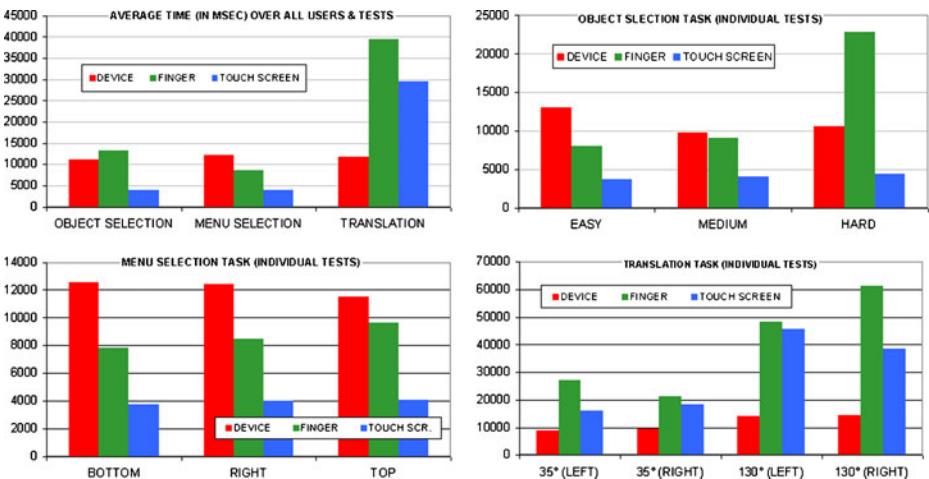 AVERAGE TIME (IN MSEC) OVER ALL USERS & TESTS
45000
40000
35000
30000
25000
20000
15000
10000
5000
0
DEVICE FINGER TOUCH SCREEN
OBJECT SELECTION MENU SELECTION TRANSLATION
OBJECT SLECTION TASK (INDIVIDUAL TESTS)
25000
20000
15000
10000
5000
0
DEVICE FINGER TOUCH SCREEN
EASY MEDIUM HARD
MENU SELECTION TASK (INDIVIDUAL TESTS)
14000
12000
10000
8000
6000
4000
2000
0
DEVICE FINGER TOUCH SCR.
BOTTOM RIGHT TOP
TRANSLATION TASK (INDIVIDUAL TESTS)
70000
60000
50000
40000
30000
20000
10000
0
DEVICE FINGER TOUCH SCREEN
35° (LEFT) 35° (RIGHT) 130° (LEFT) 130° (RIGHT)